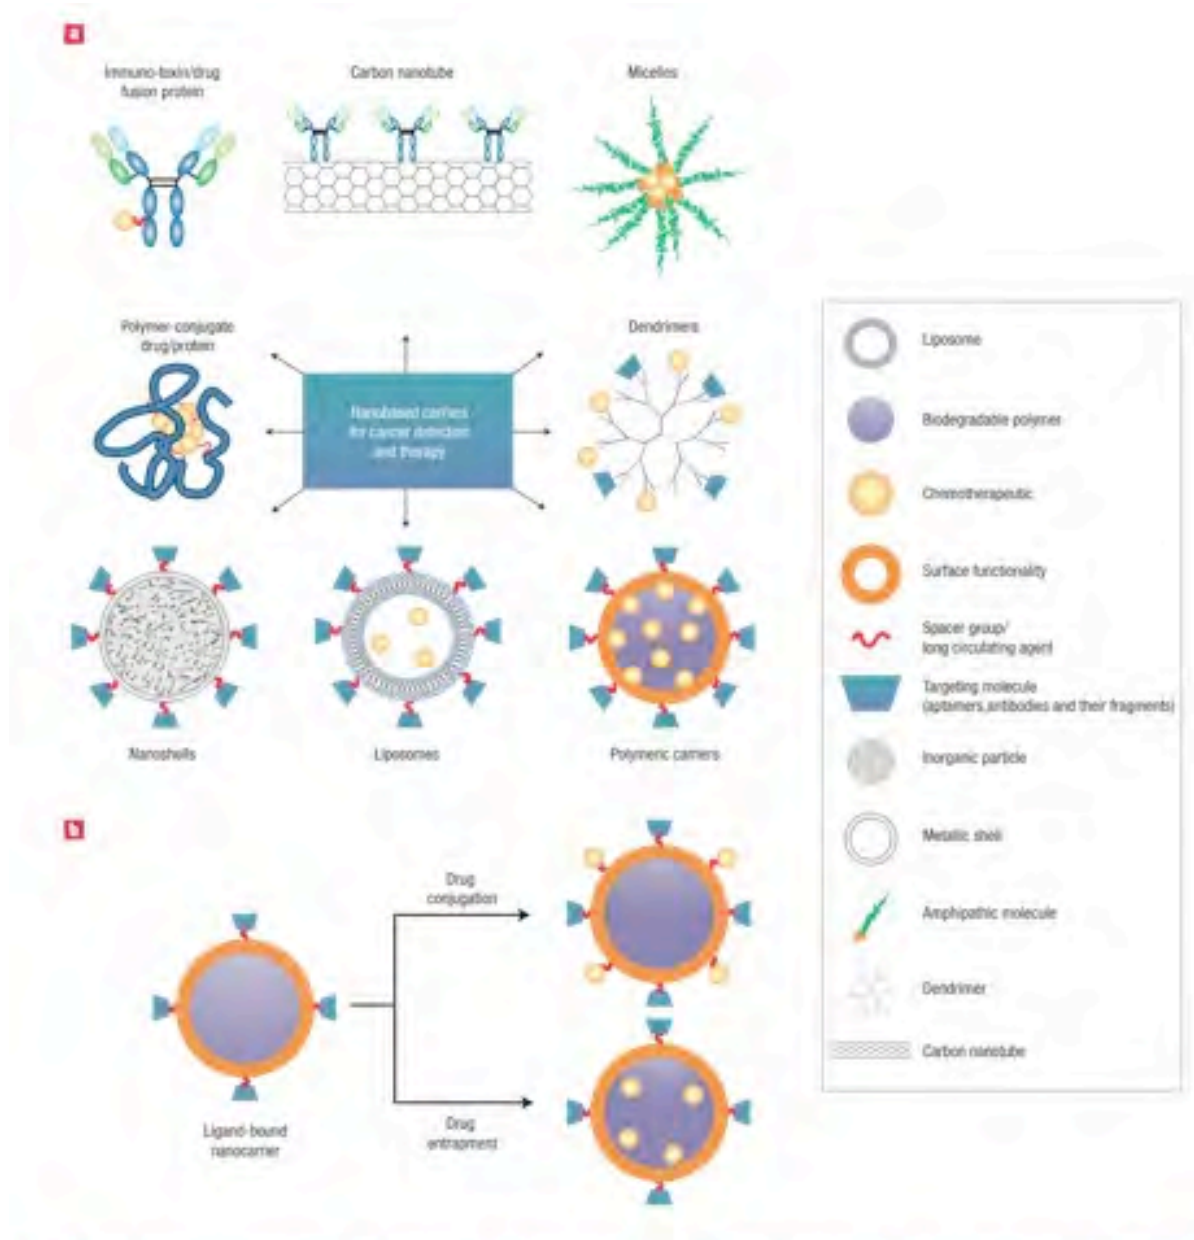 a
Immuno-toxin/drug
fusion protein
Carbon nanotube
Micelles
Polymer-conjugate
drug/protein
Dendrimers
Nanobased carriers
for cancer detection
and therapy
Nanoshells
Liposomes
Polymeric carriers
Liposome
Biodegradable polymer
Chemotherapeutic
Surface functionality
Spacer group/
long circulating agent
Targeting molecule
(aptamers,antibodies and their fragments)
Inorganic particle
Metallic shell
Amphipathic molecule
Dendrimer
Carbon nanotube
b
Drug
conjugation
Ligand-bound
nanocarrier
Drug
entrapment